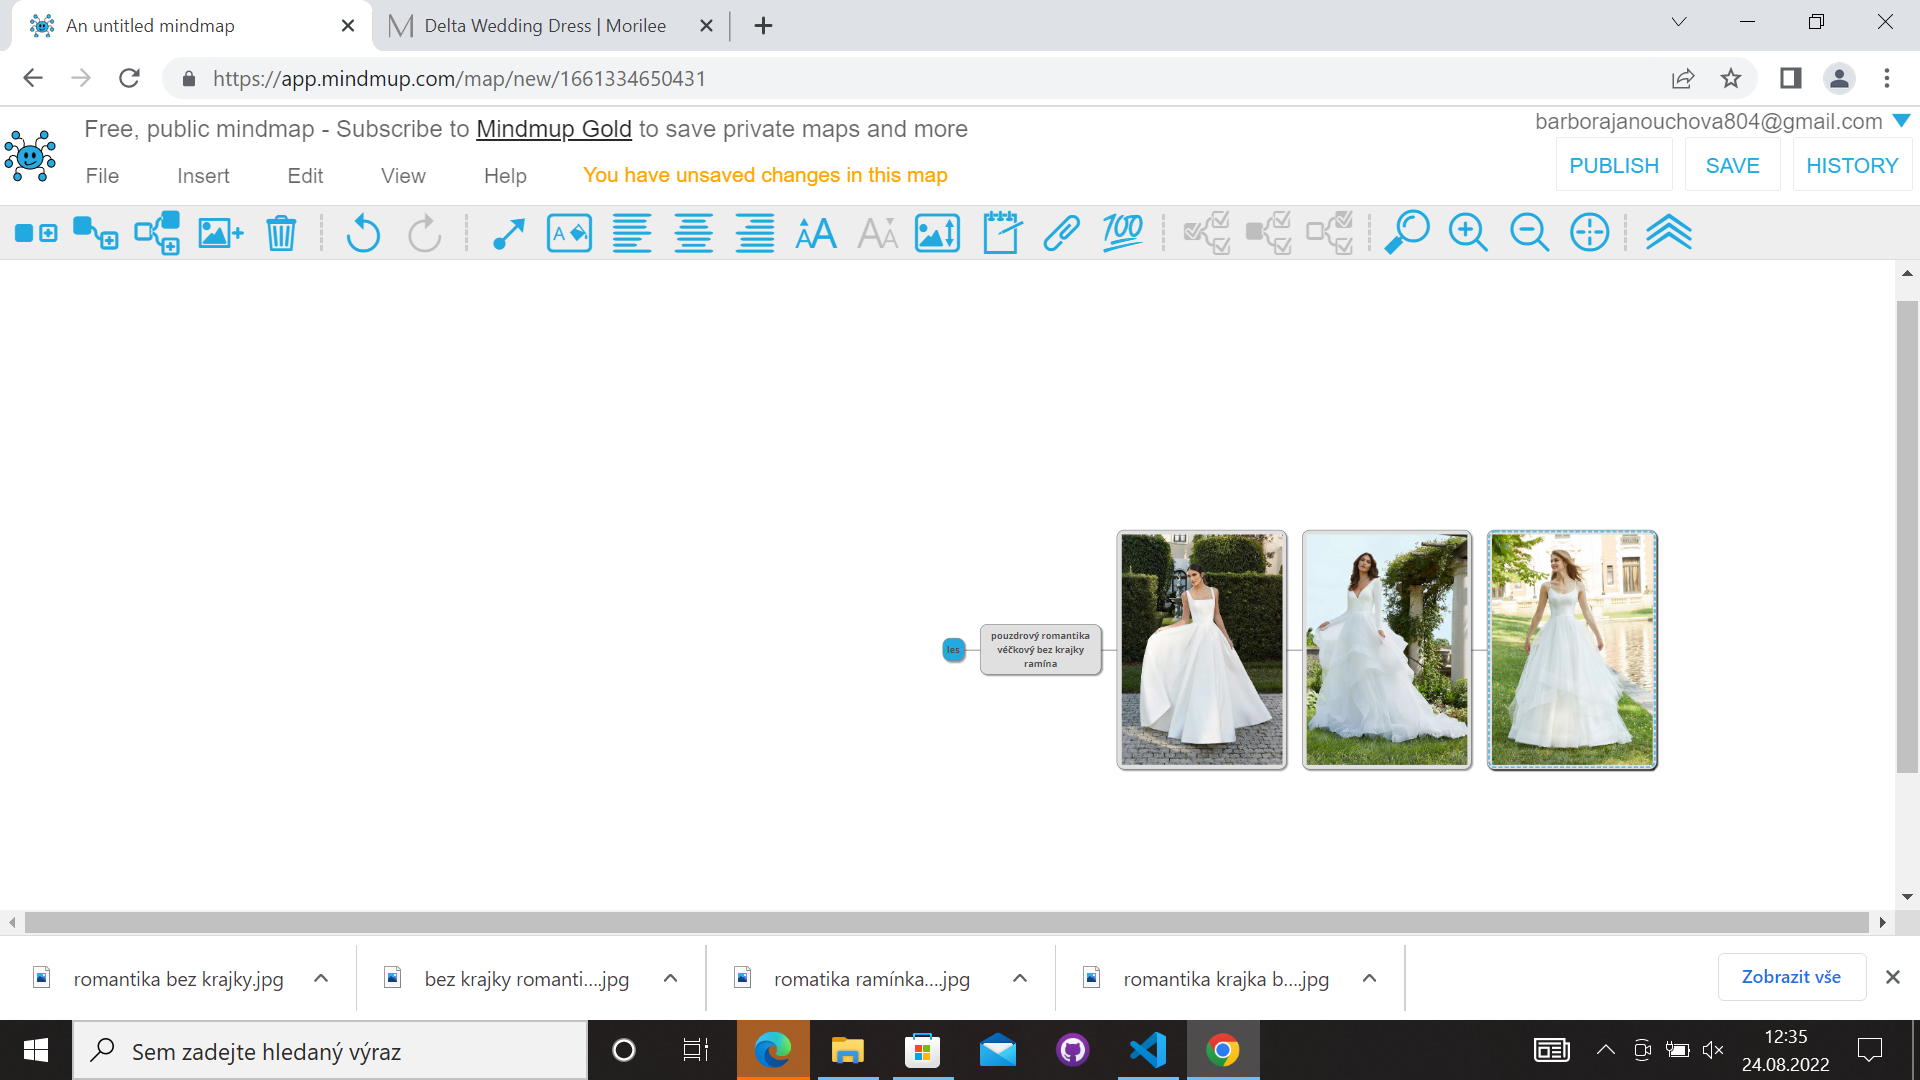 An untitled mindmap
Delta Wedding Dress | Morilee
https://app.mindmup.com/map/new/1661334650431
Free, public mindmap - Subscribe to Mindmup Gold to save private maps and more
barborajanouchova804@gmail.com
File Insert Edit View Help
You have unsaved changes in this map
PUBLISH SAVE HISTORY
A AA AA 100
les
pouzdrový romantika
véčkový bez krajky
ramína
romantika bez krajky.jpg
bez krajky romanti....jpg
romatika ramínka....jpg
romantika krajka b....jpg
Zobrazit vše
Sem zadejte hledaný výraz
12:35
24.08.2022